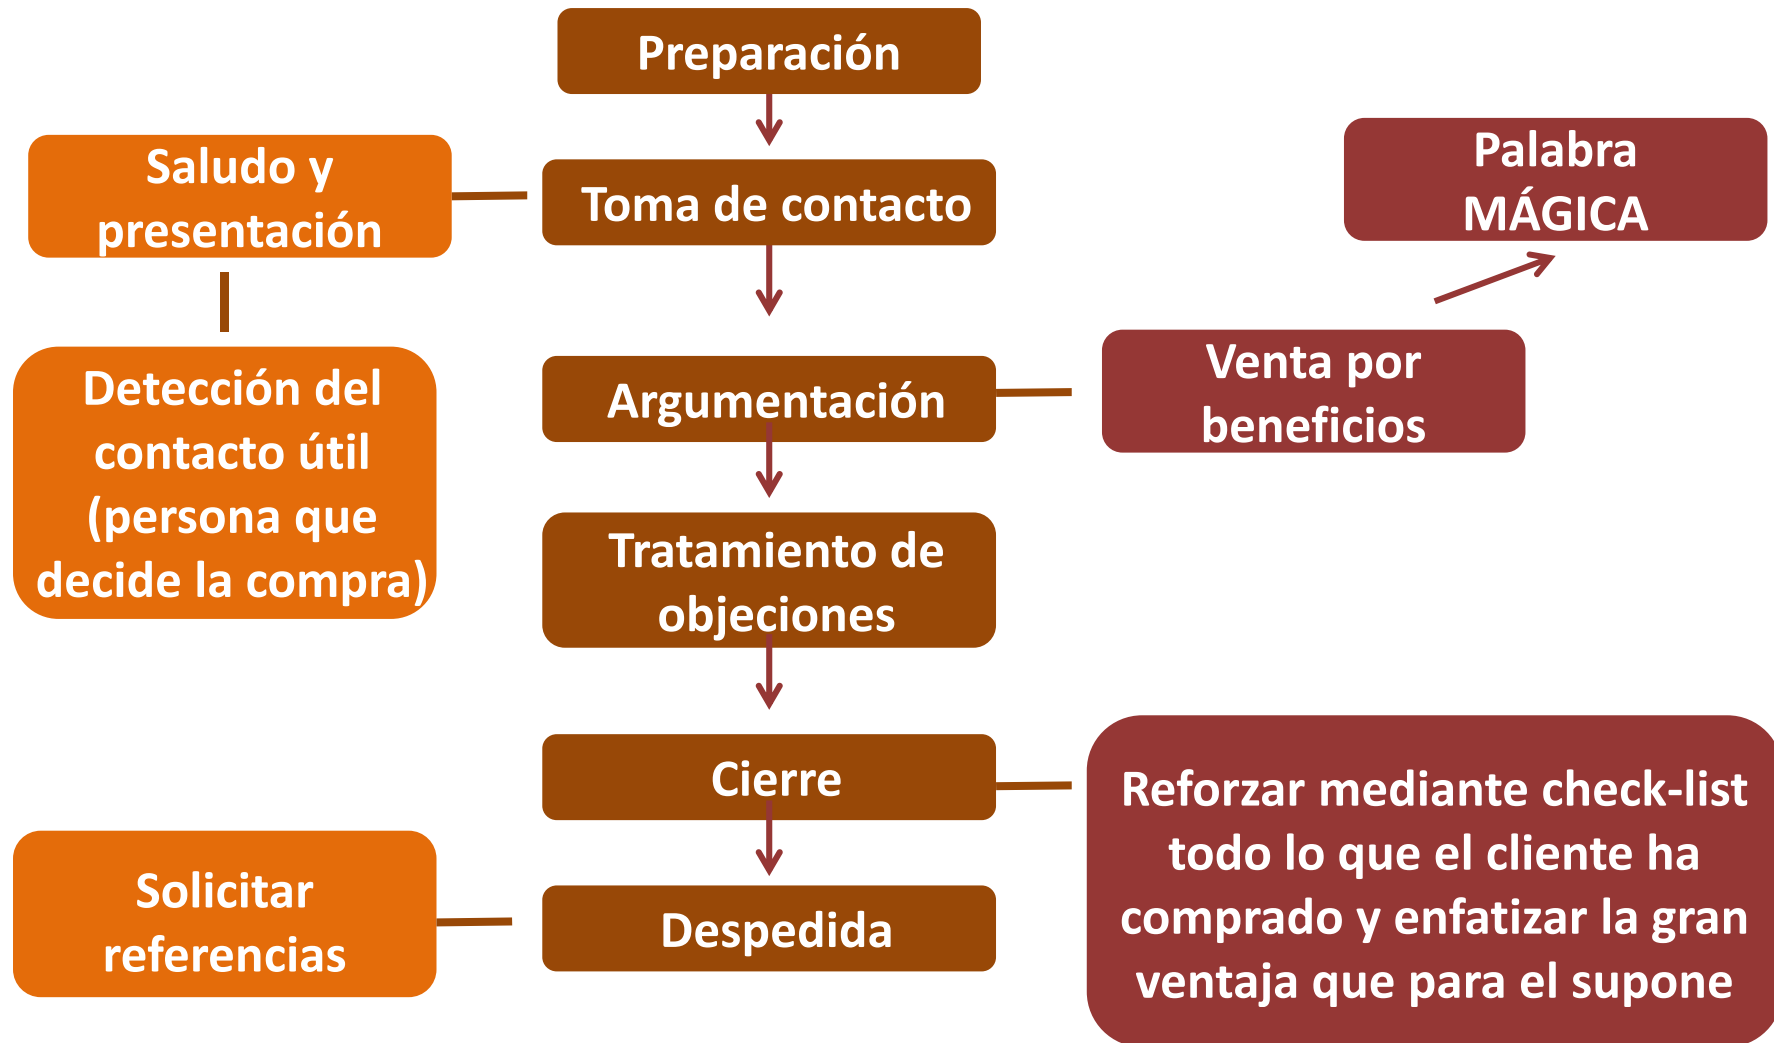 Preparación
Saludo y
presentación
Toma de contacto
Palabra
MÁGICA
Detección del
contacto útil
(persona que
decide la compra)
Argumentación
Venta por
beneficios
Tratamiento de
objeciones
Cierre
Reforzar mediante check-list
todo lo que el cliente ha
comprado y enfatizar la gran
ventaja que para el supone
Solicitar
referencias
Despedida